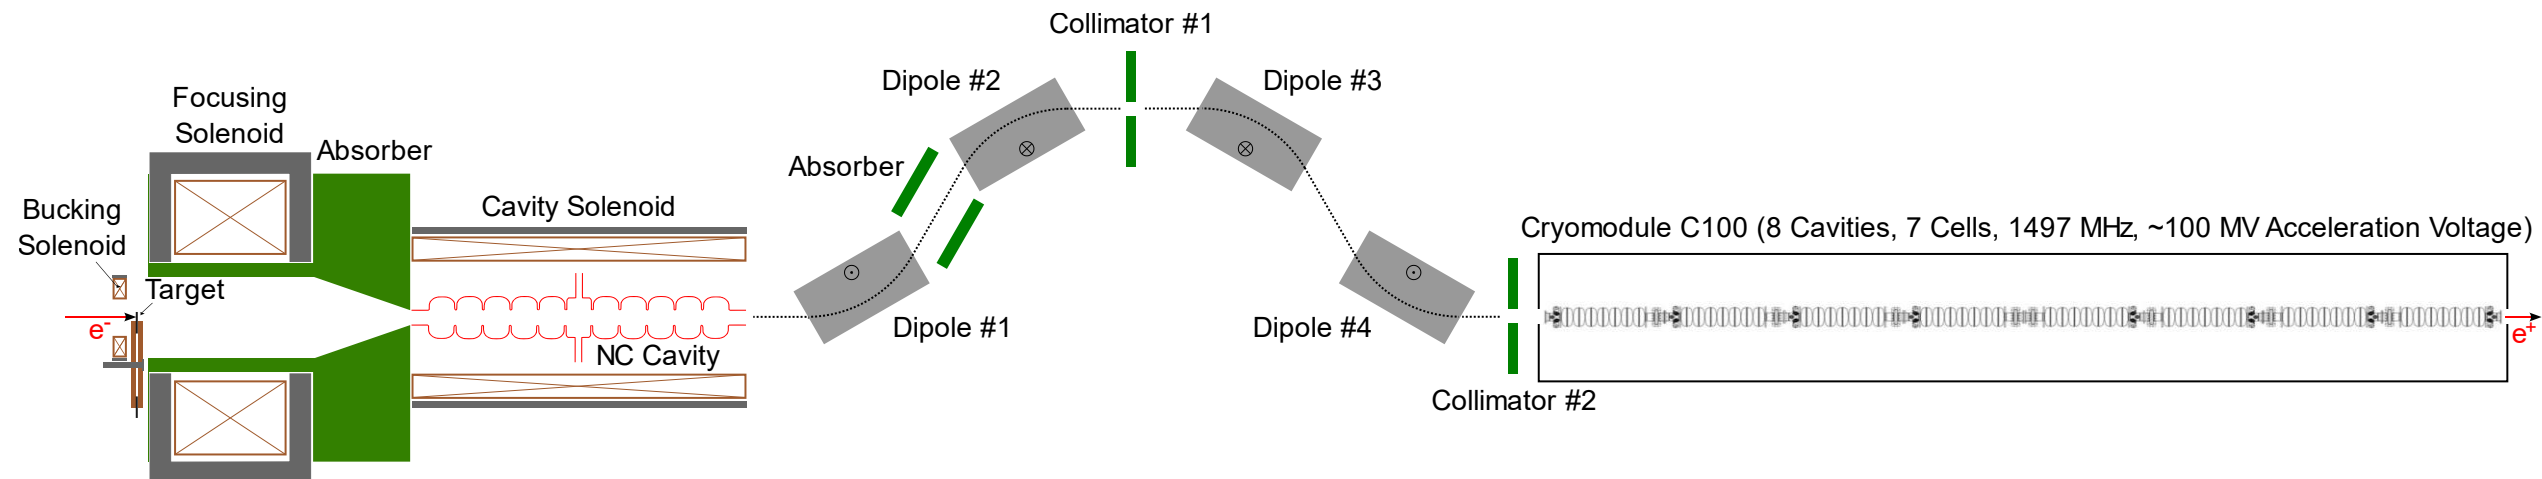 Collimator #1
Dipole #2
Dipole #3
Focusing
Solenoid
Absorber
Absorber
Bucking
Solenoid
Cavity Solenoid
Cryomodule C100 (8 Cavities, 7 Cells, 1497 MHz, ~100 MV Acceleration Voltage)
Target
e-
Dipole #1
Dipole #4
e+
NC Cavity
Collimator #2